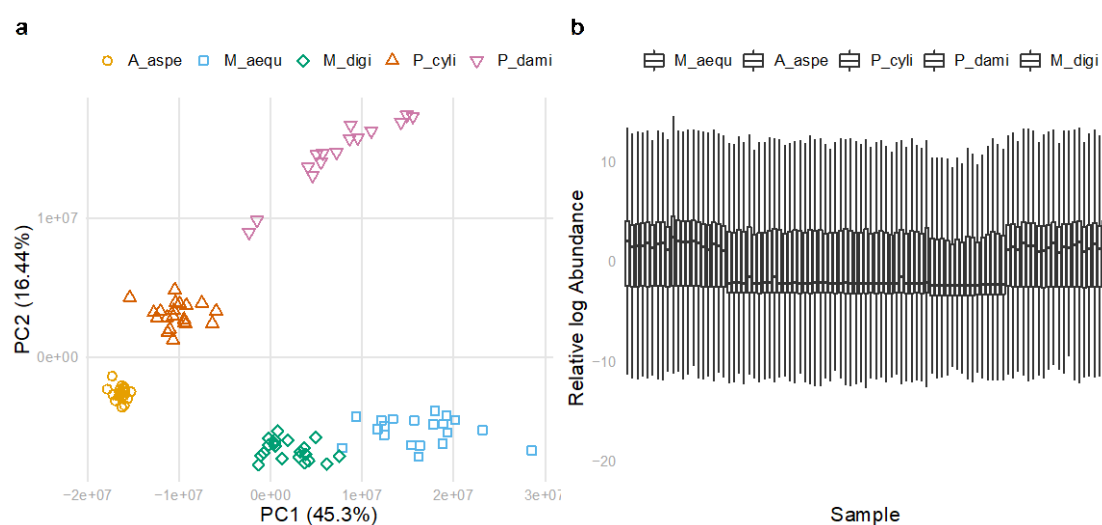 a
A_aspe M_aequ M_digi P_cyli P_dami
1e+07
0e+00
PC2 (16.44%)
−2e+07 −1e+07 0e+00 1e+07 2e+07 3e+07
PC1 (45.3%)
b
M_aequ A_aspe P_cyli P_dami M_digi
10
0
−10
−20
Relative log Abundance
Sample